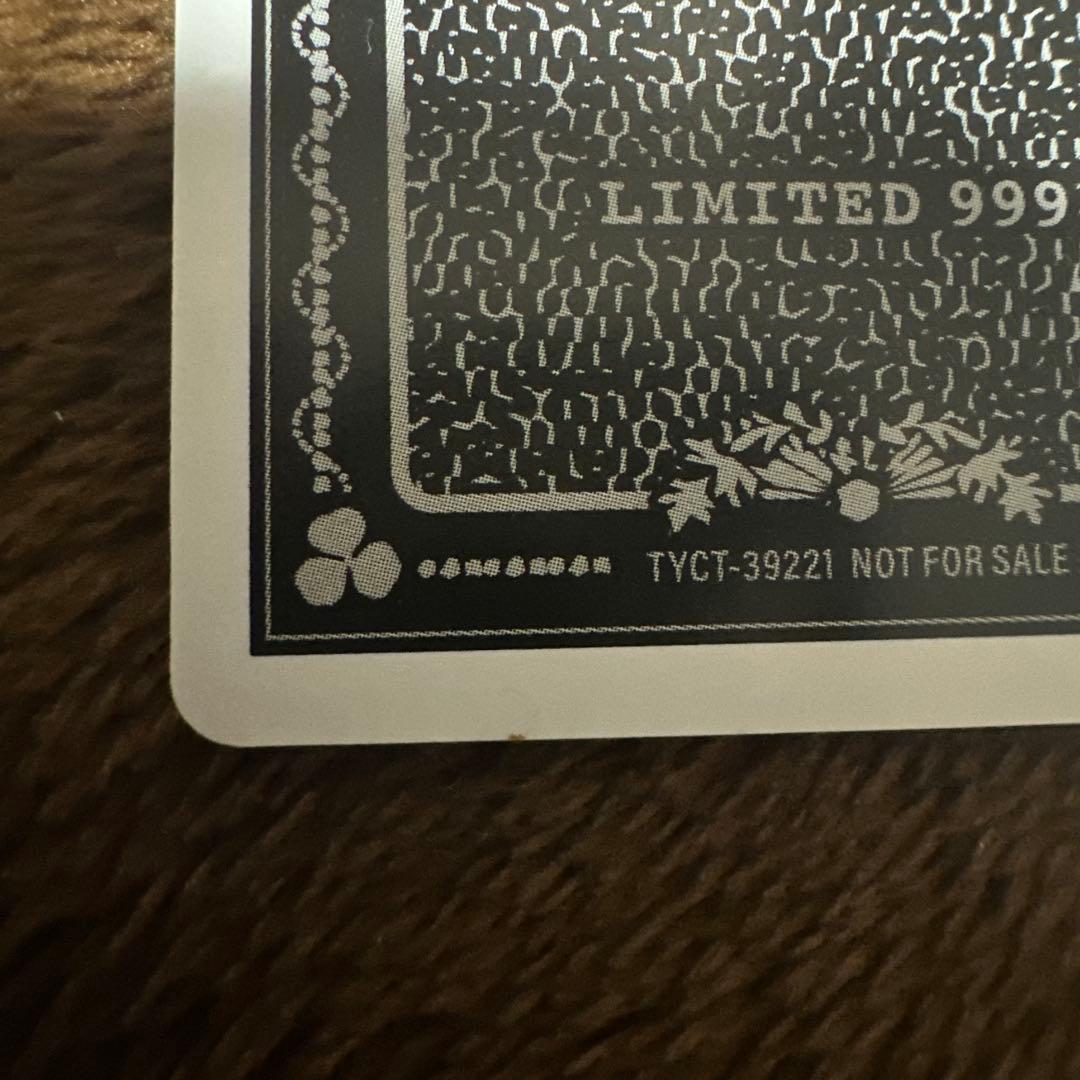 LIMITED 999
TYCT-39221 NOT FOR SALE